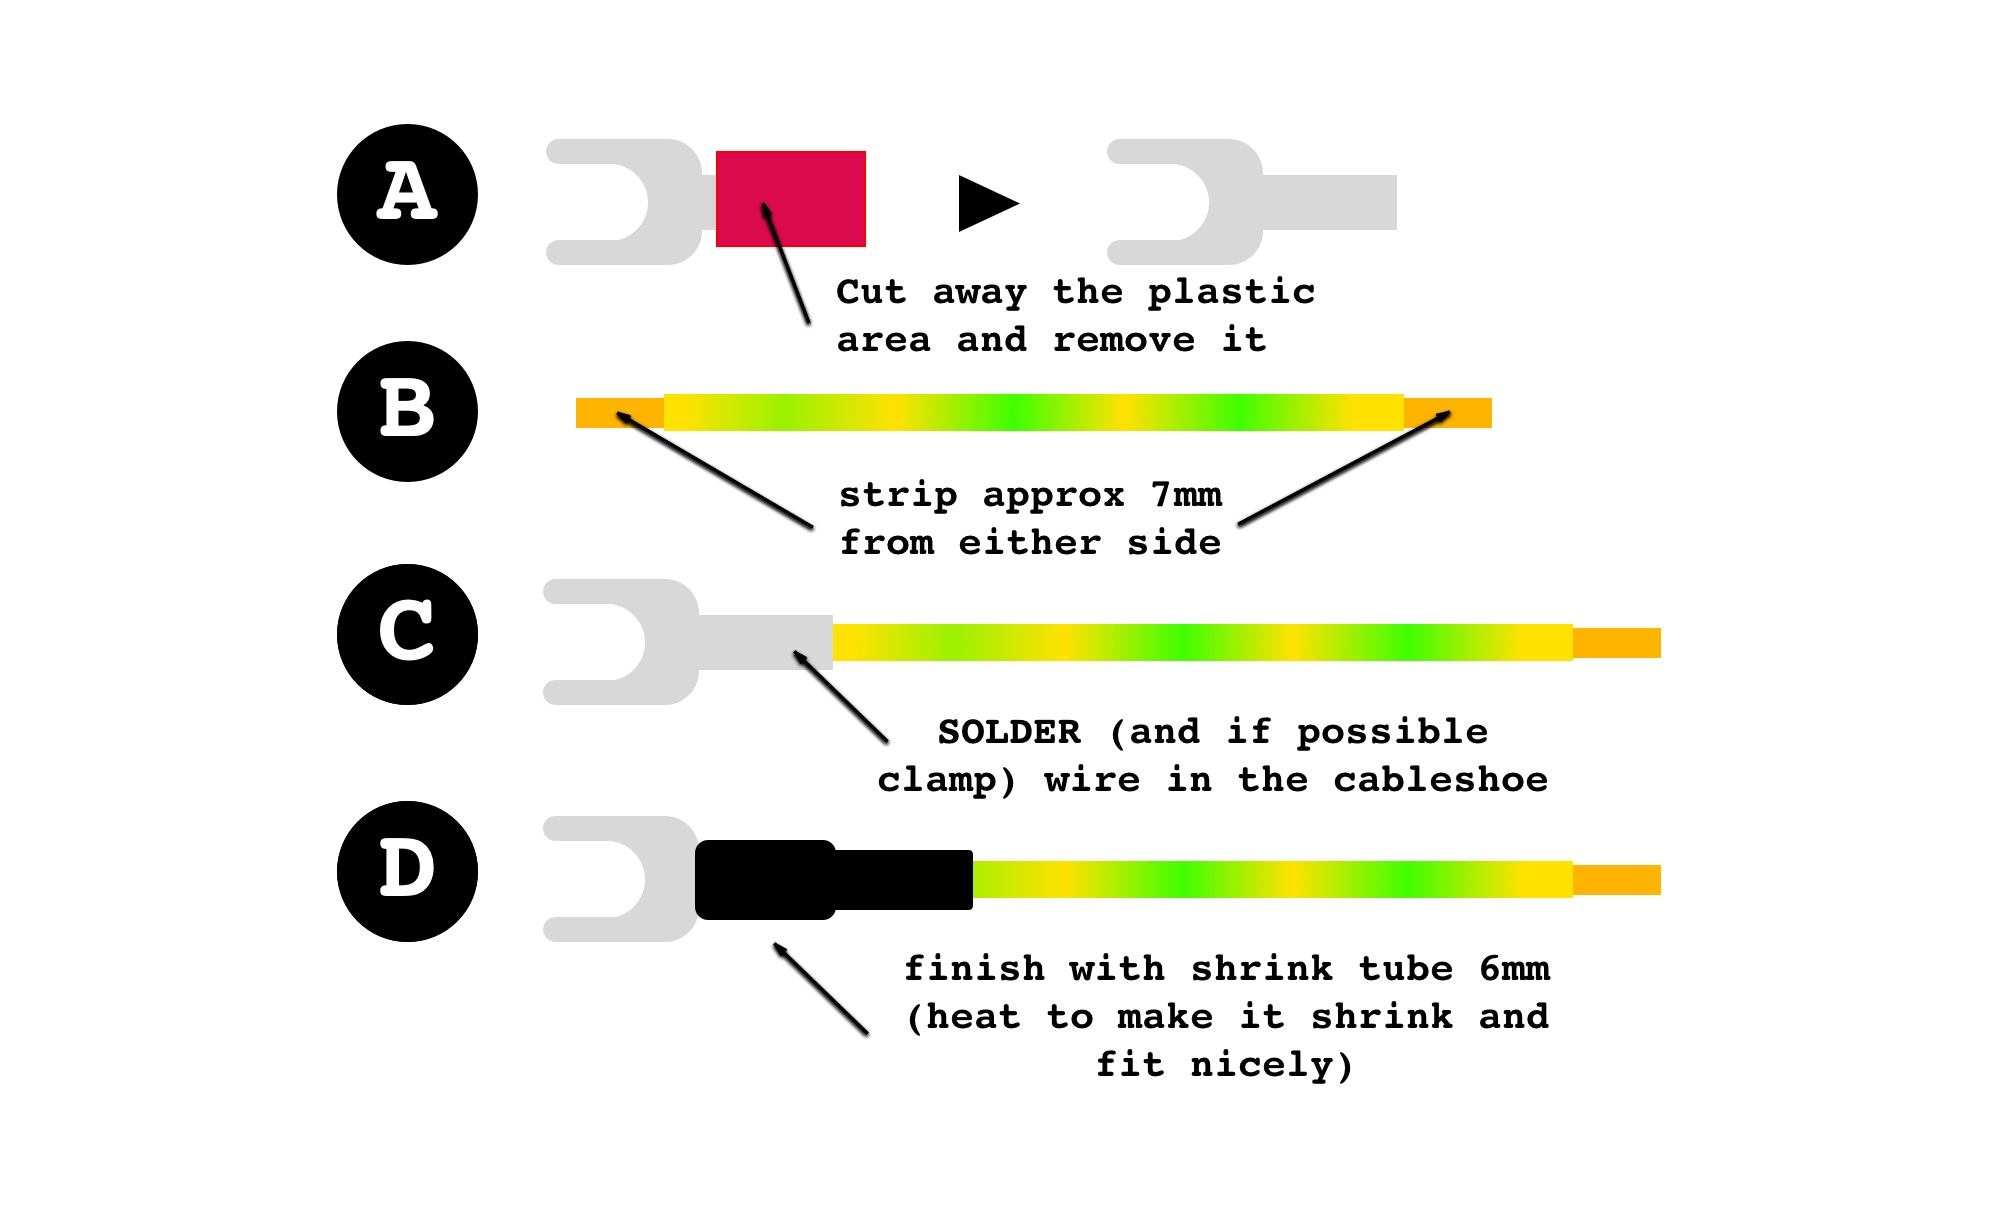 A
Cut away the plastic
area and remove it
B
strip approx 7mm
from either side
C
SOLDER (and if possible
clamp) wire in the cableshoe
D
finish with shrink tube 6mm
(heat to make it shrink and
fit nicely)